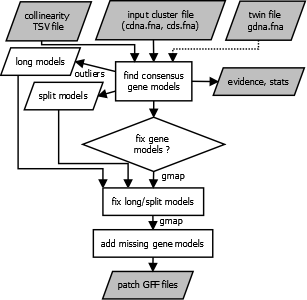 collinearity
TSV file
input cluster file
(cdna.fna, cds.fna)
twin file
gdna.fna
long models
outliers
find consensus
gene models
evidence, stats
split models
fix gene
models ?
gmap
fix long/split models
gmap
add missing gene models
patch GFF files